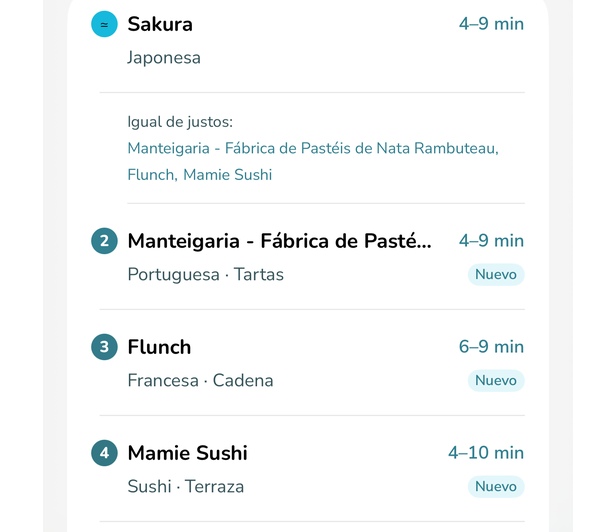 ≃ Sakura 4–9 min
Japonesa
Igual de justos:
Manteigaria - Fábrica de Pastéis de Nata Rambuteau,
Flunch, Mamie Sushi
2 Manteigaria - Fábrica de Pasté... 4–9 min
Portuguesa · Tartas Nuevo
3 Flunch 6–9 min
Francesa · Cadena Nuevo
4 Mamie Sushi 4–10 min
Sushi · Terraza Nuevo